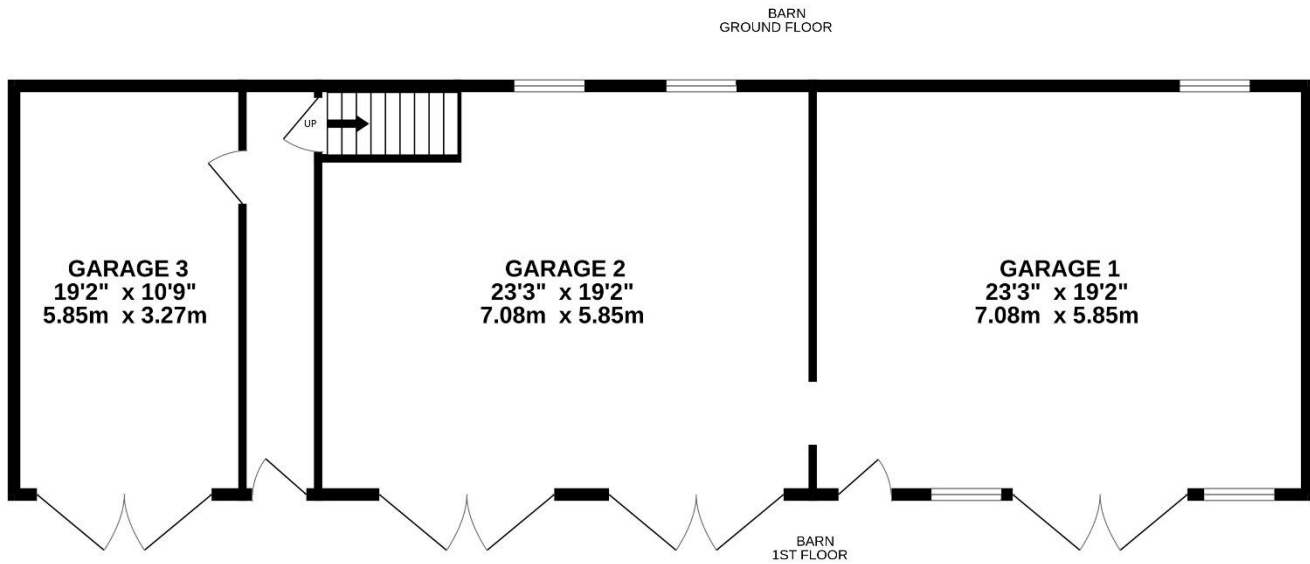 BARN
GROUND FLOOR
UP
GARAGE 3
19'2" x 10'9"
5.85m x 3.27m
GARAGE 2
23'3" x 19'2"
7.08m x 5.85m
GARAGE 1
23'3" x 19'2"
7.08m x 5.85m
BARN
1ST FLOOR